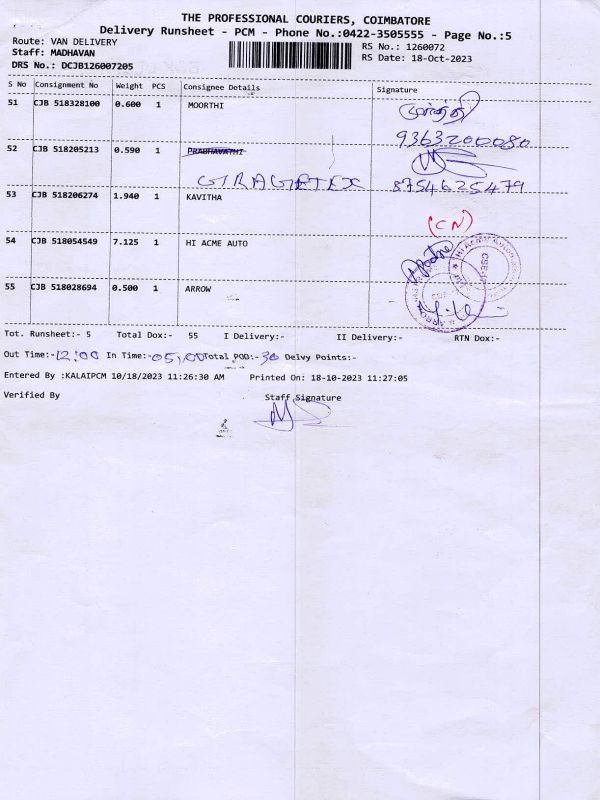 THE PROFESSIONAL COURIERS, COIMBATORE
Delivery Runsheet - PCM - Phone No.:0422-3505555 - Page No.:5
Route: VAN DELIVERY
RS No.: 1260072
Staff: MADHAVAN
RS Date: 18-Oct-2023
DRS No.: DCJB126007205
S No Consignment No Weight PCS Consignee Details Signature
51 CJB 518328100 0.600 1 MOORTHI மூர்த்தி
9363200080
52 CJB 518205213 0.590 1 PRABHAVATHI
GIRAGETEX 8754625479
53 CJB 518206274 1.940 1 KAVITHA
(CN)
54 CJB 518054549 7.125 1 HI ACME AUTO
55 CJB 518028694 0.500 1 ARROW
Tot. Runsheet:- 5 Total Dox:- 55 I Delivery:- II Delivery:- RTN Dox:-
Out Time:-12:00 In Time:-05,00 Total POD:-30 Delvy Points:-
Entered By :KALAIPCM 10/18/2023 11:26:30 AM Printed On: 18-10-2023 11:27:05
Verified By Staff Signature